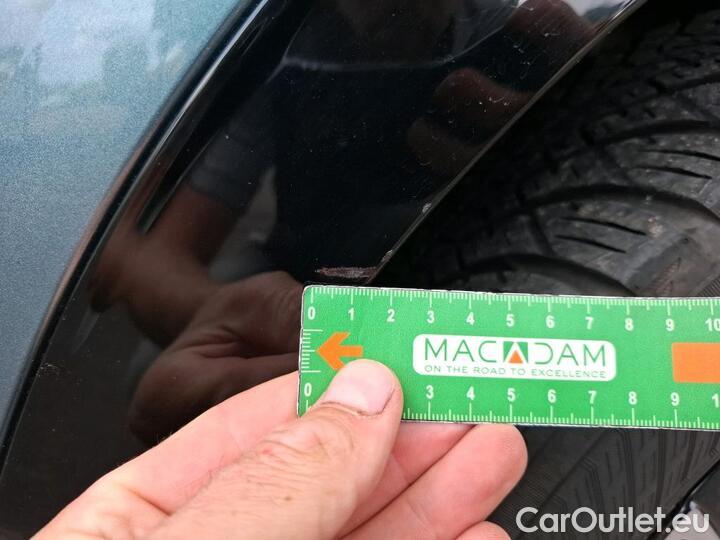 0 1 2 3 4 5 6 7 8 9 10
MACADAM
ON THE ROAD TO EXCELLENCE
0 3 4 5 6 7 8 9 1
CarOutlet.eu